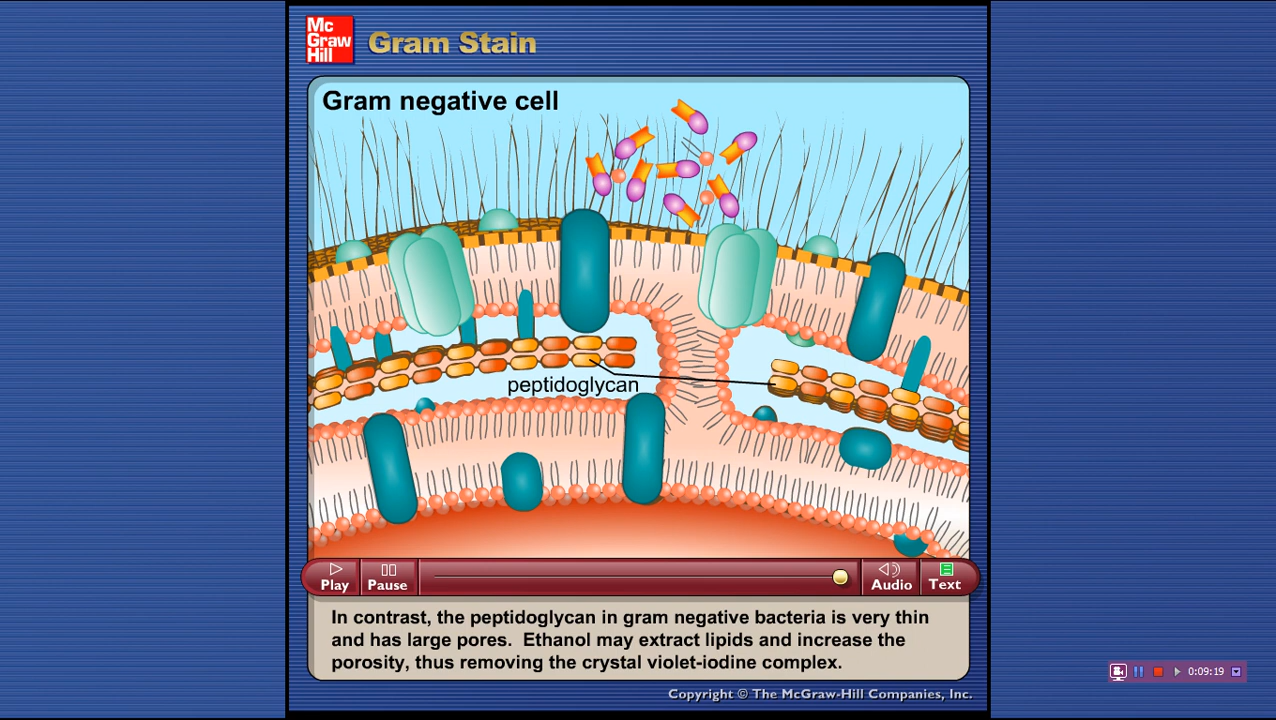 Mc
Graw
Hill
Gram Stain
Gram negative cell
peptidoglycan
Play
Pause
Audio
Text
In contrast, the peptidoglycan in gram negative bacteria is very thin
and has large pores.  Ethanol may extract lipids and increase the
porosity, thus removing the crystal violet-iodine complex.
0:09:19
Copyright © The McGraw-Hill Companies, Inc.